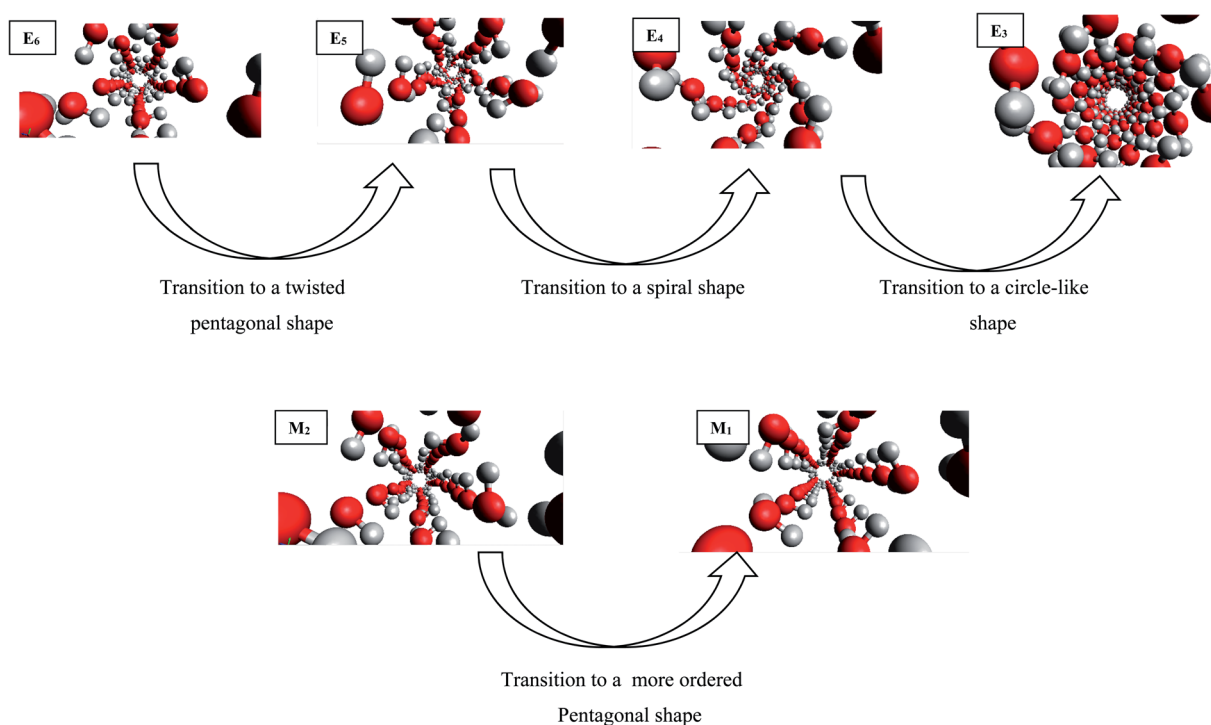 E₆
E₅
E₄
E₃
Transition to a twisted
pentagonal shape
Transition to a spiral shape
Transition to a circle-like
shape
M₂
M₁
Transition to a more ordered
Pentagonal shape